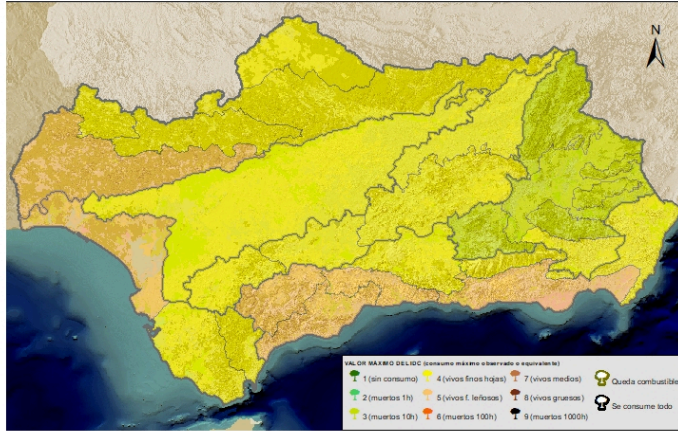 N
VALOR MÁXIMO DEL IDC (consumo máximo observado o equivalente)
1 (sin consumo) 4 (vivos finos hojas) 7 (vivos medios) Queda combustible
2 (muertos 1h) 5 (vivos f. leñosos) 8 (vivos gruesos)
3 (muertos 10h) 6 (muertos 100h) 9 (muertos 1000h) Se consume todo